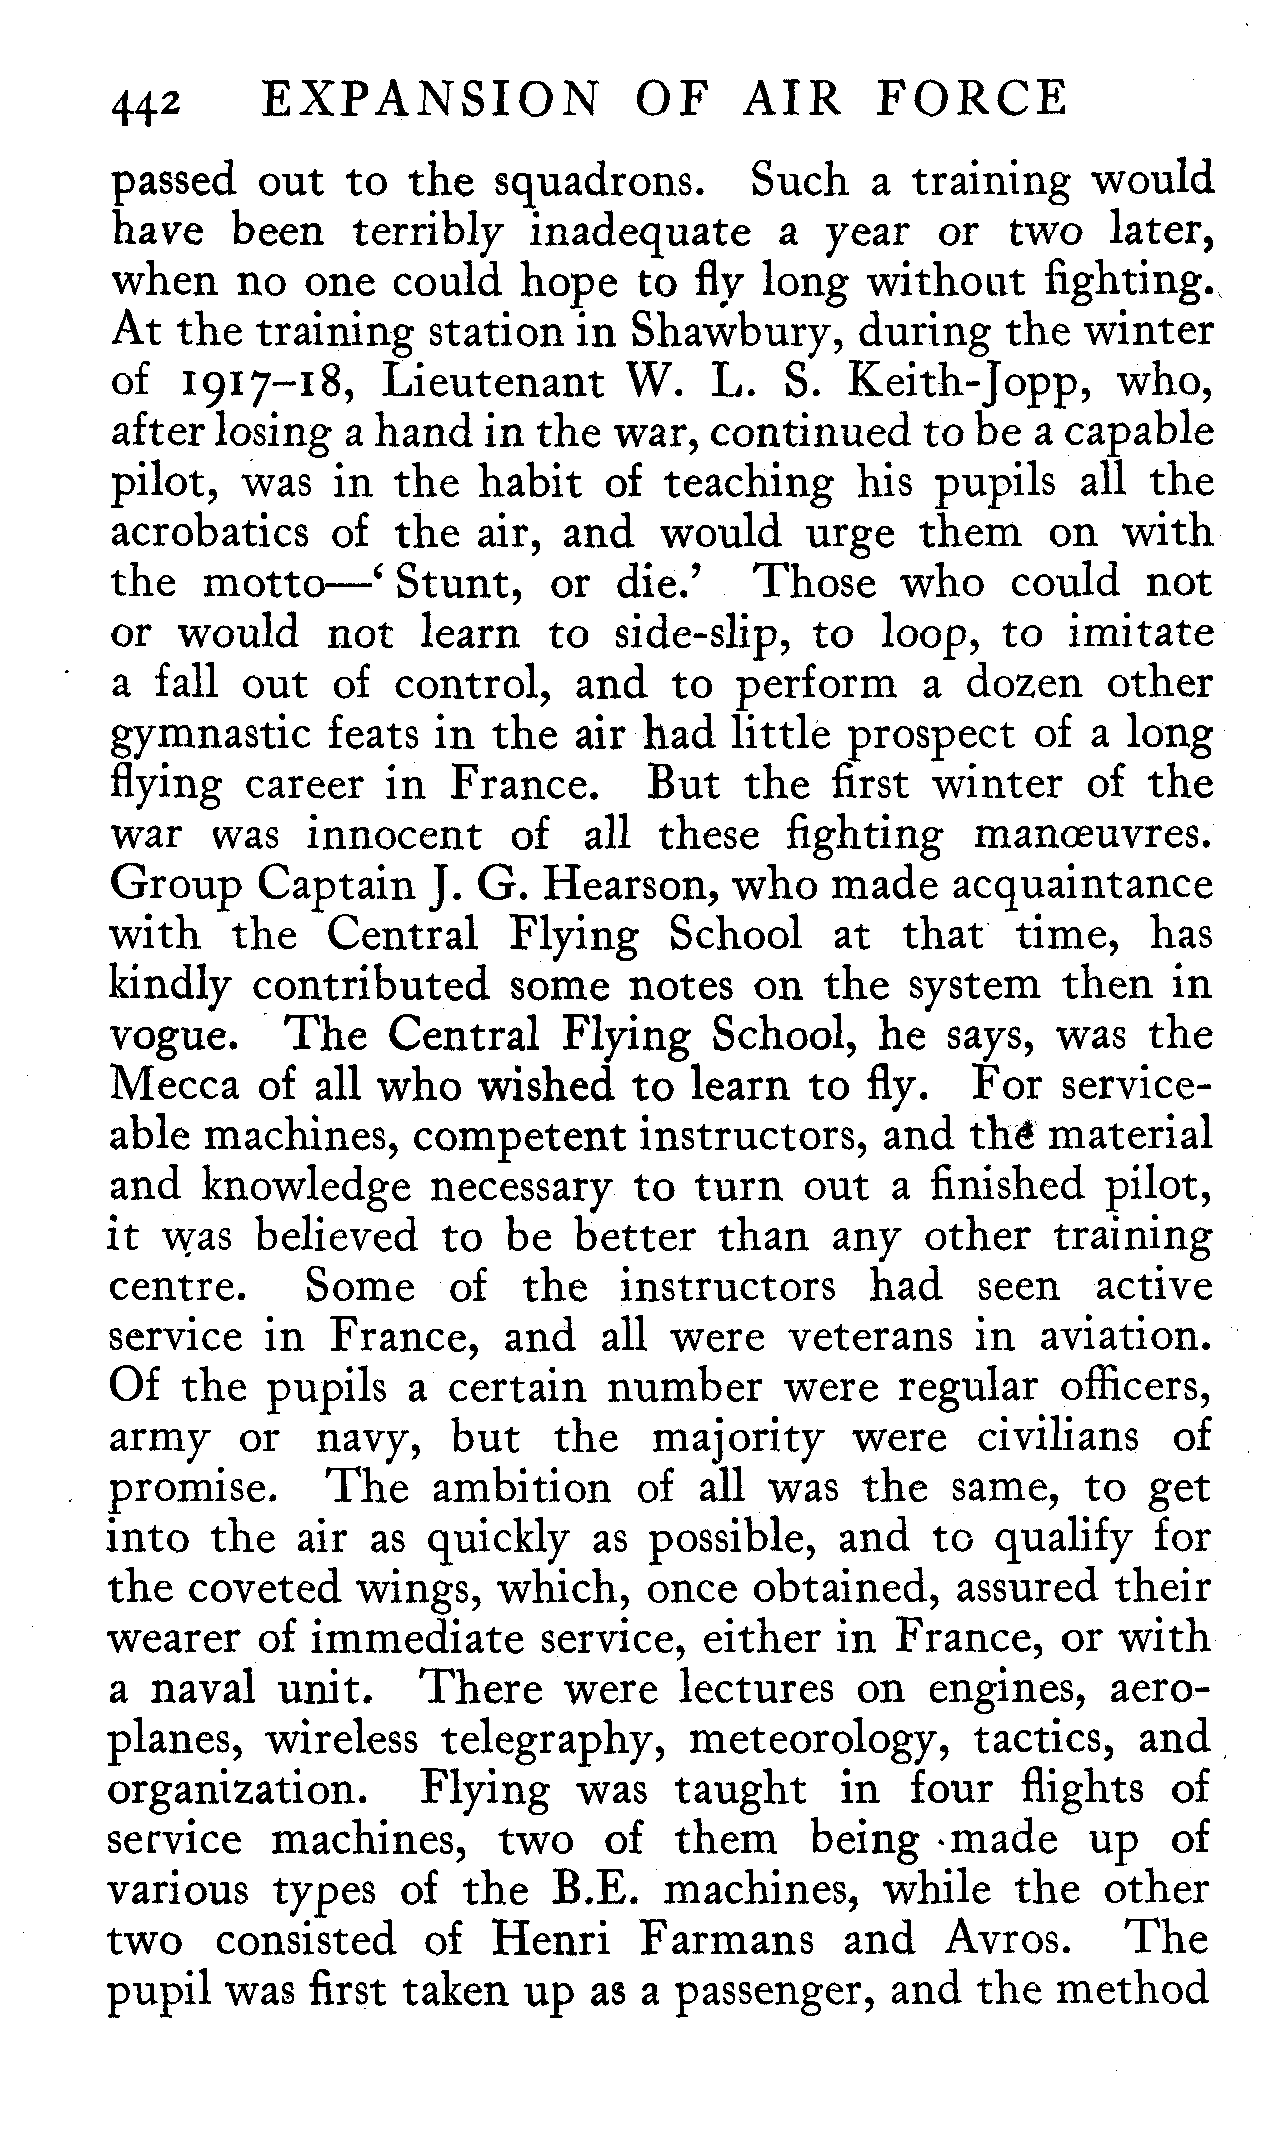 442 EXPANSION OF AIR FORCE
passed out to the squadrons. Such a training would
have been terribly inadequate a year or two later,
when no one could hope to fly long without fighting.
At the training station in Shawbury, during the winter
of 1917–18, Lieutenant W. L. S. Keith-Jopp, who,
after losing a hand in the war, continued to be a capable
pilot, was in the habit of teaching his pupils all the
acrobatics of the air, and would urge them on with
the motto—‘Stunt, or die.’ Those who could not
or would not learn to side-slip, to loop, to imitate
a fall out of control, and to perform a dozen other
gymnastic feats in the air had little prospect of a long
flying career in France. But the first winter of the
war was innocent of all these fighting manœuvres.
Group Captain J. G. Hearson, who made acquaintance
with the Central Flying School at that time, has
kindly contributed some notes on the system then in
vogue. The Central Flying School, he says, was the
Mecca of all who wished to learn to fly. For service-
able machines, competent instructors, and the material
and knowledge necessary to turn out a finished pilot,
it was believed to be better than any other training
centre. Some of the instructors had seen active
service in France, and all were veterans in aviation.
Of the pupils a certain number were regular officers,
army or navy, but the majority were civilians of
promise. The ambition of all was the same, to get
into the air as quickly as possible, and to qualify for
the coveted wings, which, once obtained, assured their
wearer of immediate service, either in France, or with
a naval unit. There were lectures on engines, aero-
planes, wireless telegraphy, meteorology, tactics, and
organization. Flying was taught in four flights of
service machines, two of them being made up of
various types of the B.E. machines, while the other
two consisted of Henri Farmans and Avros. The
pupil was first taken up as a passenger, and the method